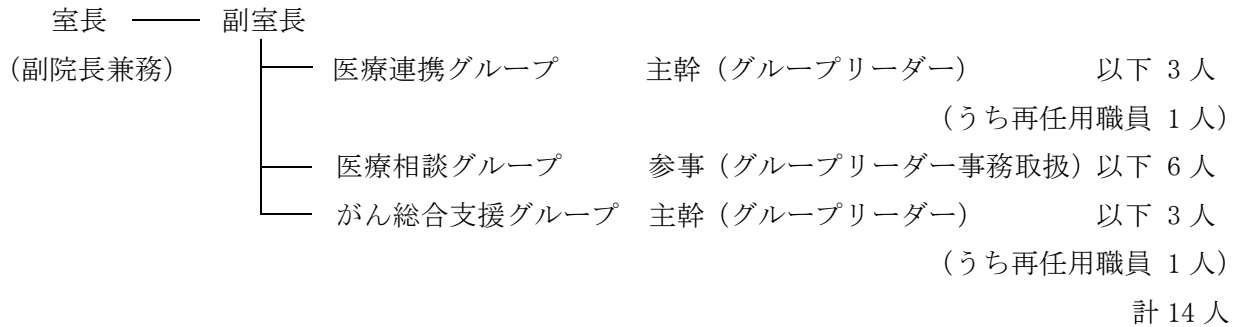 室長 ―― 副室長
(副院長兼務) 医療連携グループ 主幹(グループリーダー) 以下 3人
(うち再任用職員 1人)
医療相談グループ 参事(グループリーダー事務取扱)以下 6人
がん総合支援グループ 主幹(グループリーダー) 以下 3人
(うち再任用職員 1人)
計14人